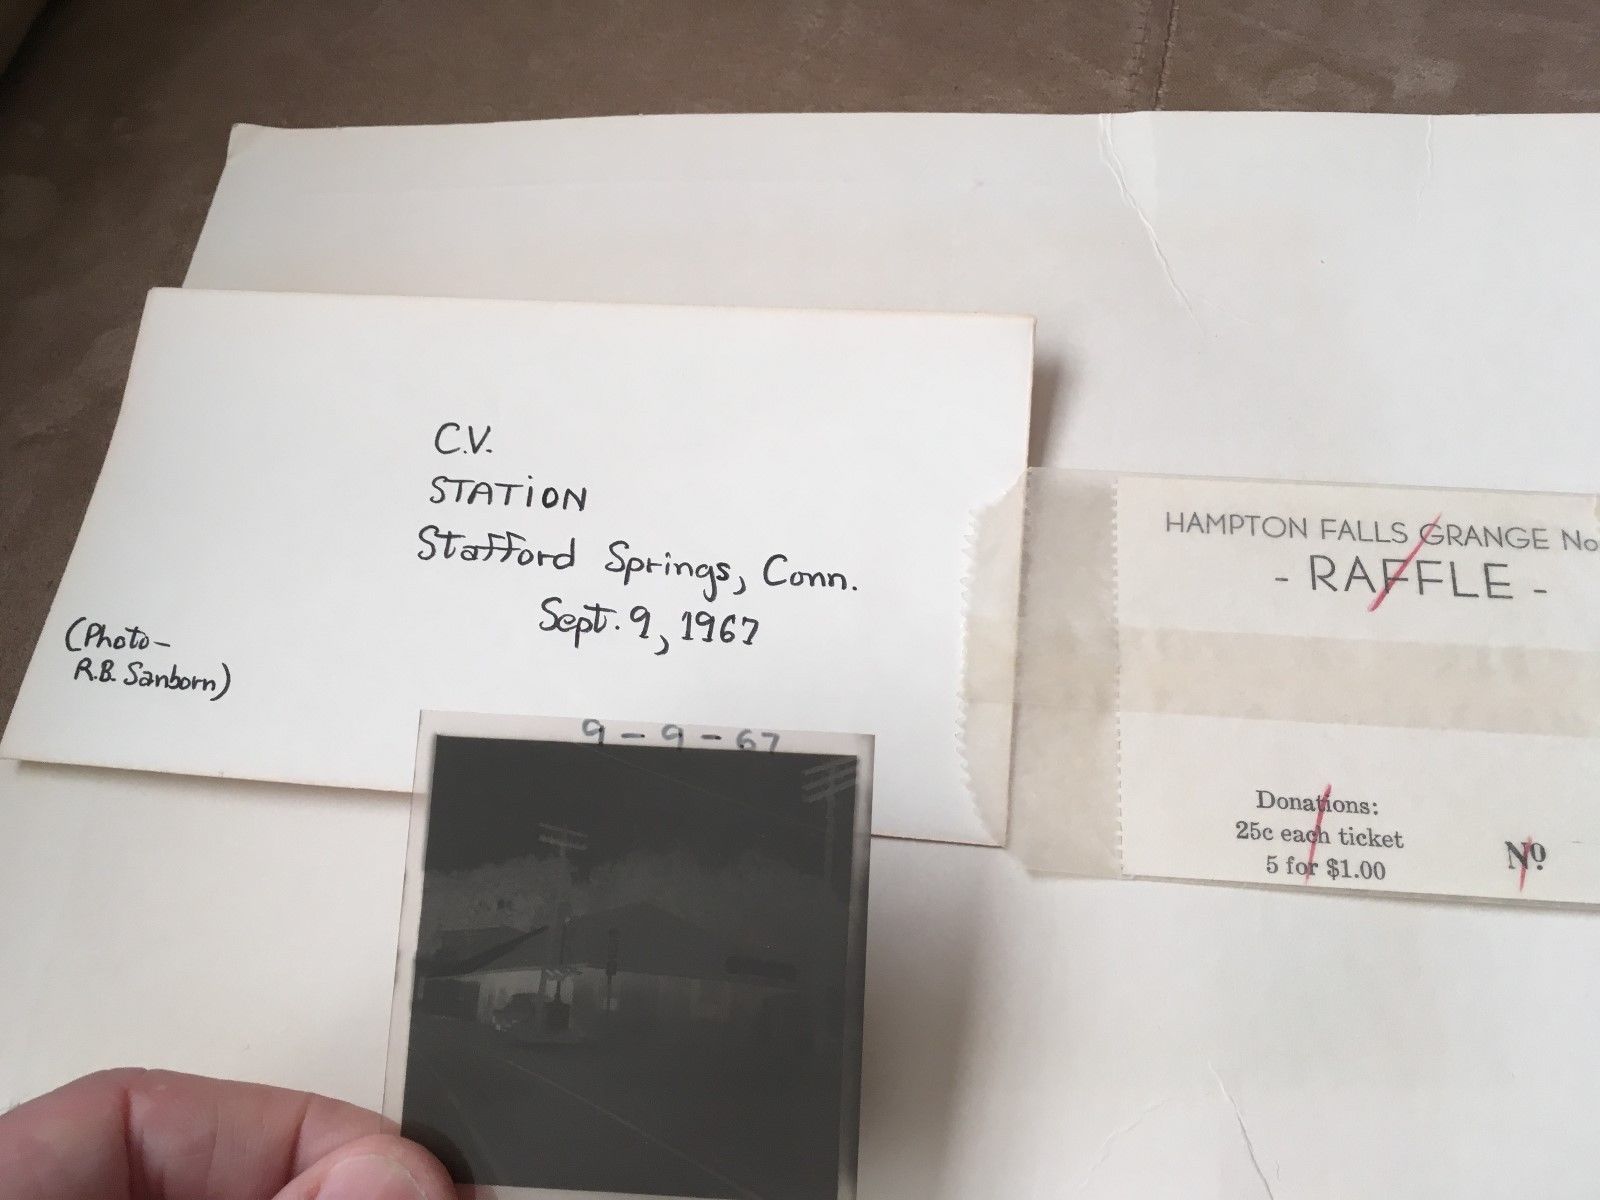 C.V.
STATION
Stafford Springs, Conn.
Sept. 9, 1967
(Photo-
R.B. Sanborn)
9-9-67
HAMPTON FALLS GRANGE No
- RAFFLE -
Donations:
25c each ticket
5 for $1.00
Nº